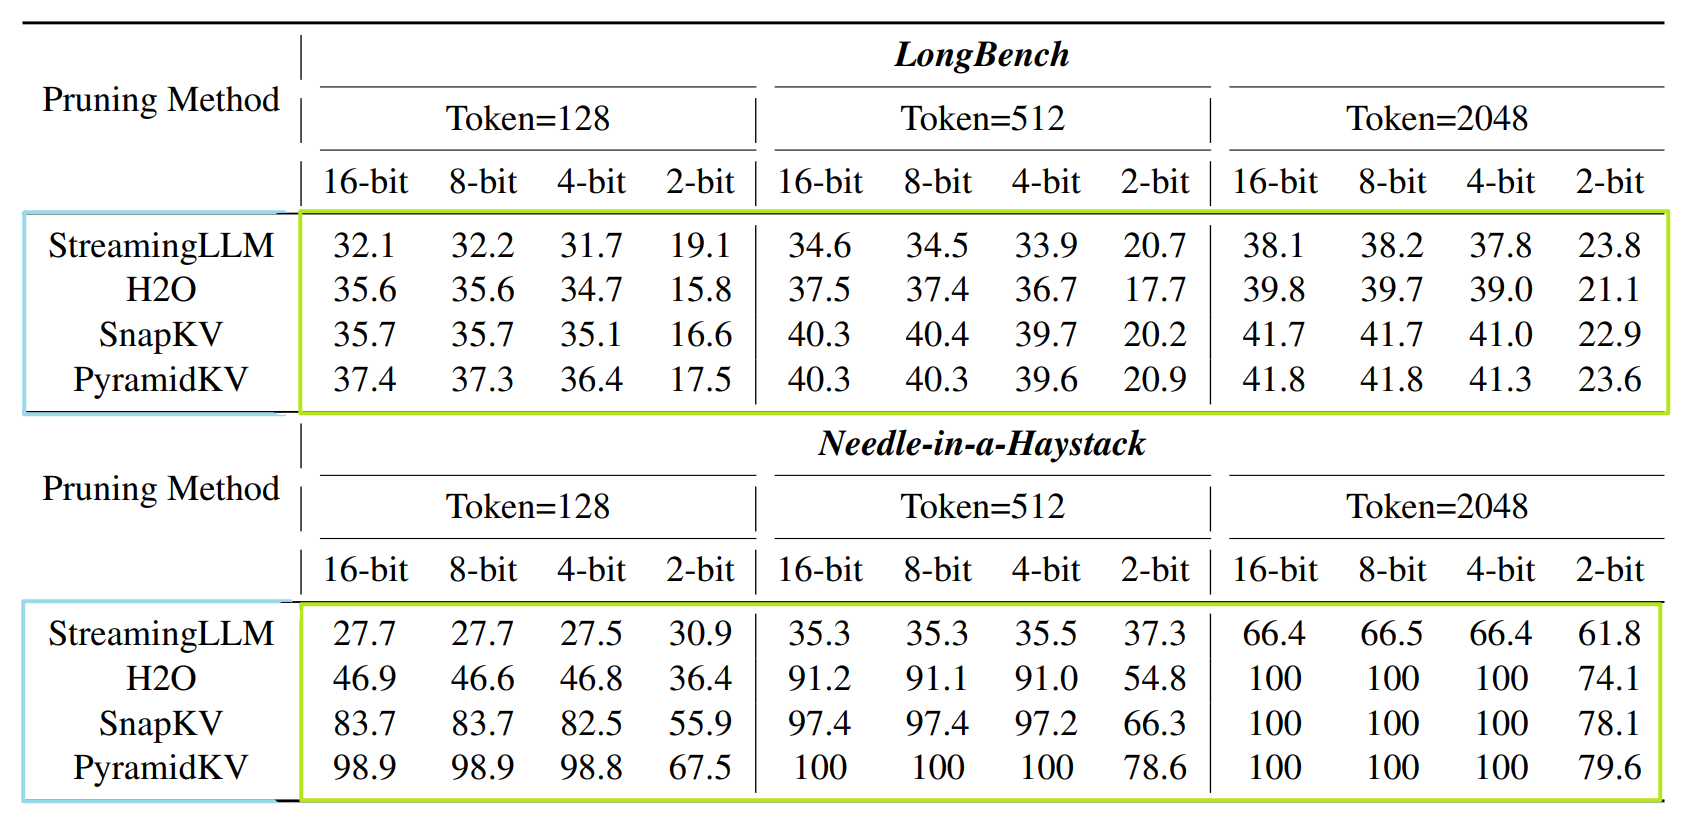 LongBench
Pruning Method
Token=128 Token=512 Token=2048
16-bit 8-bit 4-bit 2-bit 16-bit 8-bit 4-bit 2-bit 16-bit 8-bit 4-bit 2-bit
StreamingLLM 32.1 32.2 31.7 19.1 34.6 34.5 33.9 20.7 38.1 38.2 37.8 23.8
H2O 35.6 35.6 34.7 15.8 37.5 37.4 36.7 17.7 39.8 39.7 39.0 21.1
SnapKV 35.7 35.7 35.1 16.6 40.3 40.4 39.7 20.2 41.7 41.7 41.0 22.9
PyramidKV 37.4 37.3 36.4 17.5 40.3 40.3 39.6 20.9 41.8 41.8 41.3 23.6
Needle-in-a-Haystack
Pruning Method
Token=128 Token=512 Token=2048
16-bit 8-bit 4-bit 2-bit 16-bit 8-bit 4-bit 2-bit 16-bit 8-bit 4-bit 2-bit
StreamingLLM 27.7 27.7 27.5 30.9 35.3 35.3 35.5 37.3 66.4 66.5 66.4 61.8
H2O 46.9 46.6 46.8 36.4 91.2 91.1 91.0 54.8 100 100 100 74.1
SnapKV 83.7 83.7 82.5 55.9 97.4 97.4 97.2 66.3 100 100 100 78.1
PyramidKV 98.9 98.9 98.8 67.5 100 100 100 78.6 100 100 100 79.6